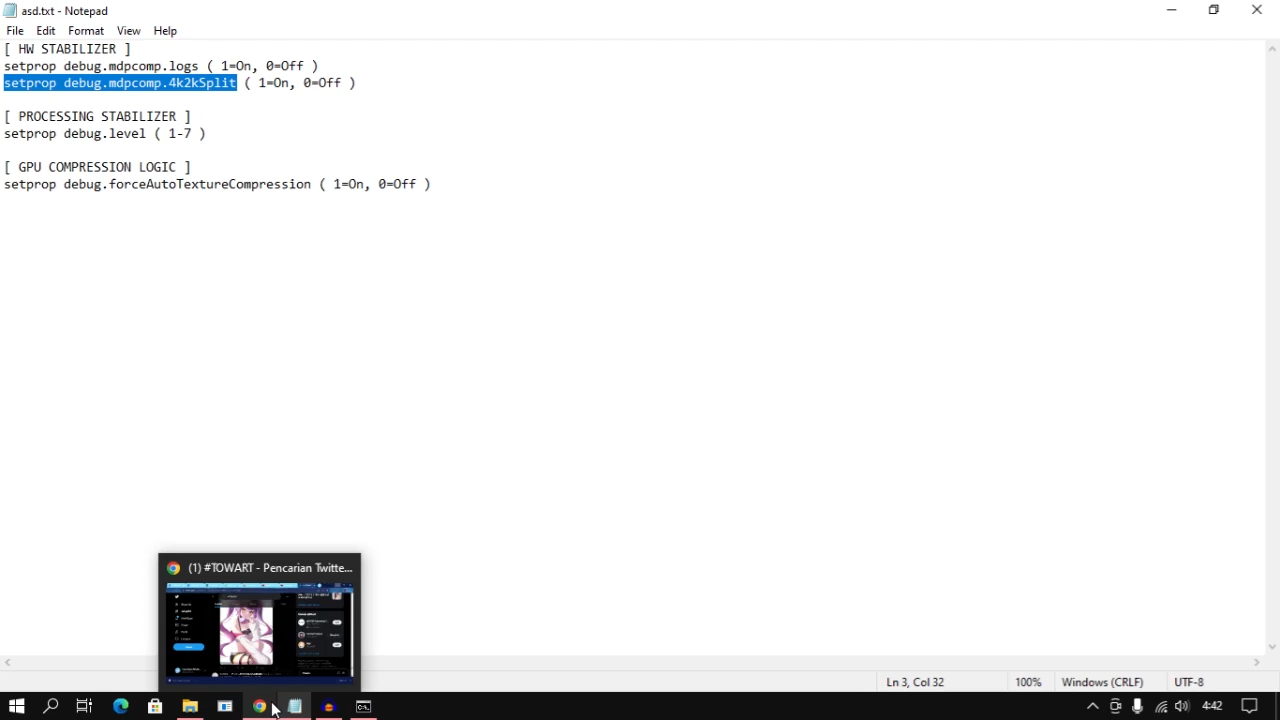 asd.txt - Notepad
File Edit Format View Help
[ HW STABILIZER ]
setprop debug.mdpcomp.logs ( 1=On, 0=Off )
setprop debug.mdpcomp.4k2kSplit ( 1=On, 0=Off )
[ PROCESSING STABILIZER ]
setprop debug.level ( 1-7 )
[ GPU COMPRESSION LOGIC ]
setprop debug.forceAutoTextureCompression ( 1=On, 0=Off )
(1) #TOWART - Pencarian Twitte...
Ln 3, Col 32 100% Windows (CRLF) UTF-8
4:42